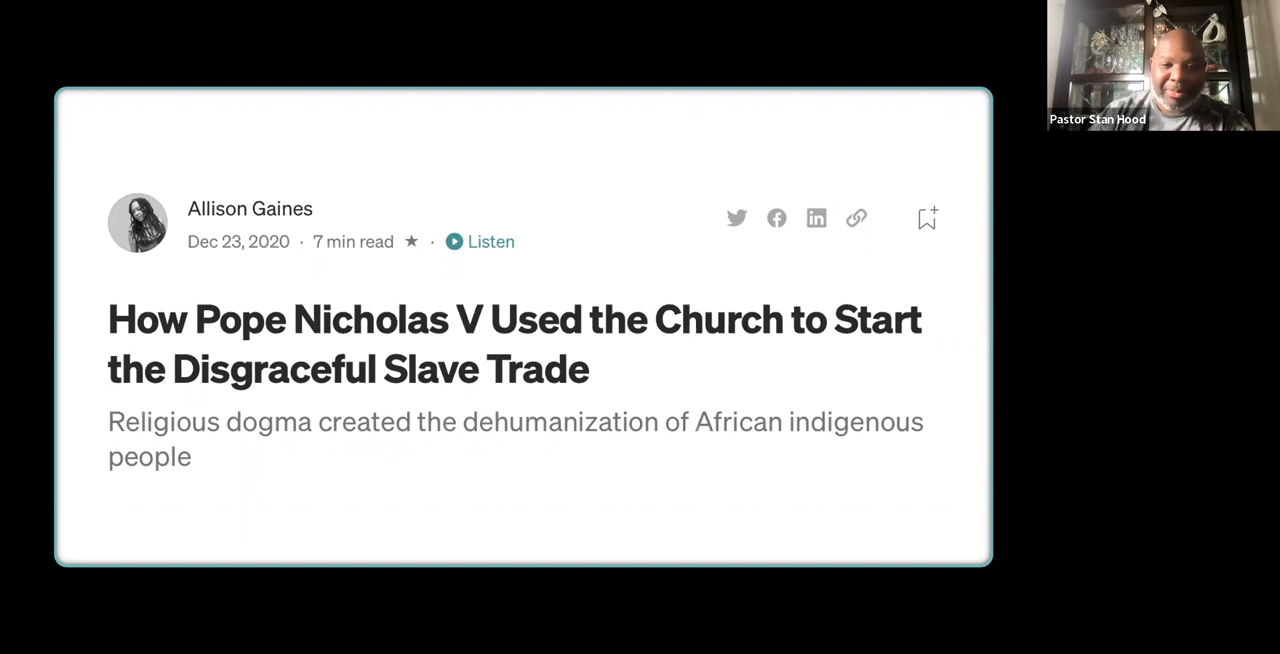 Allison Gaines
Dec 23, 2020 · 7 min read ★ · Listen
How Pope Nicholas V Used the Church to Start
the Disgraceful Slave Trade
Religious dogma created the dehumanization of African indigenous
people
Pastor Stan Hood